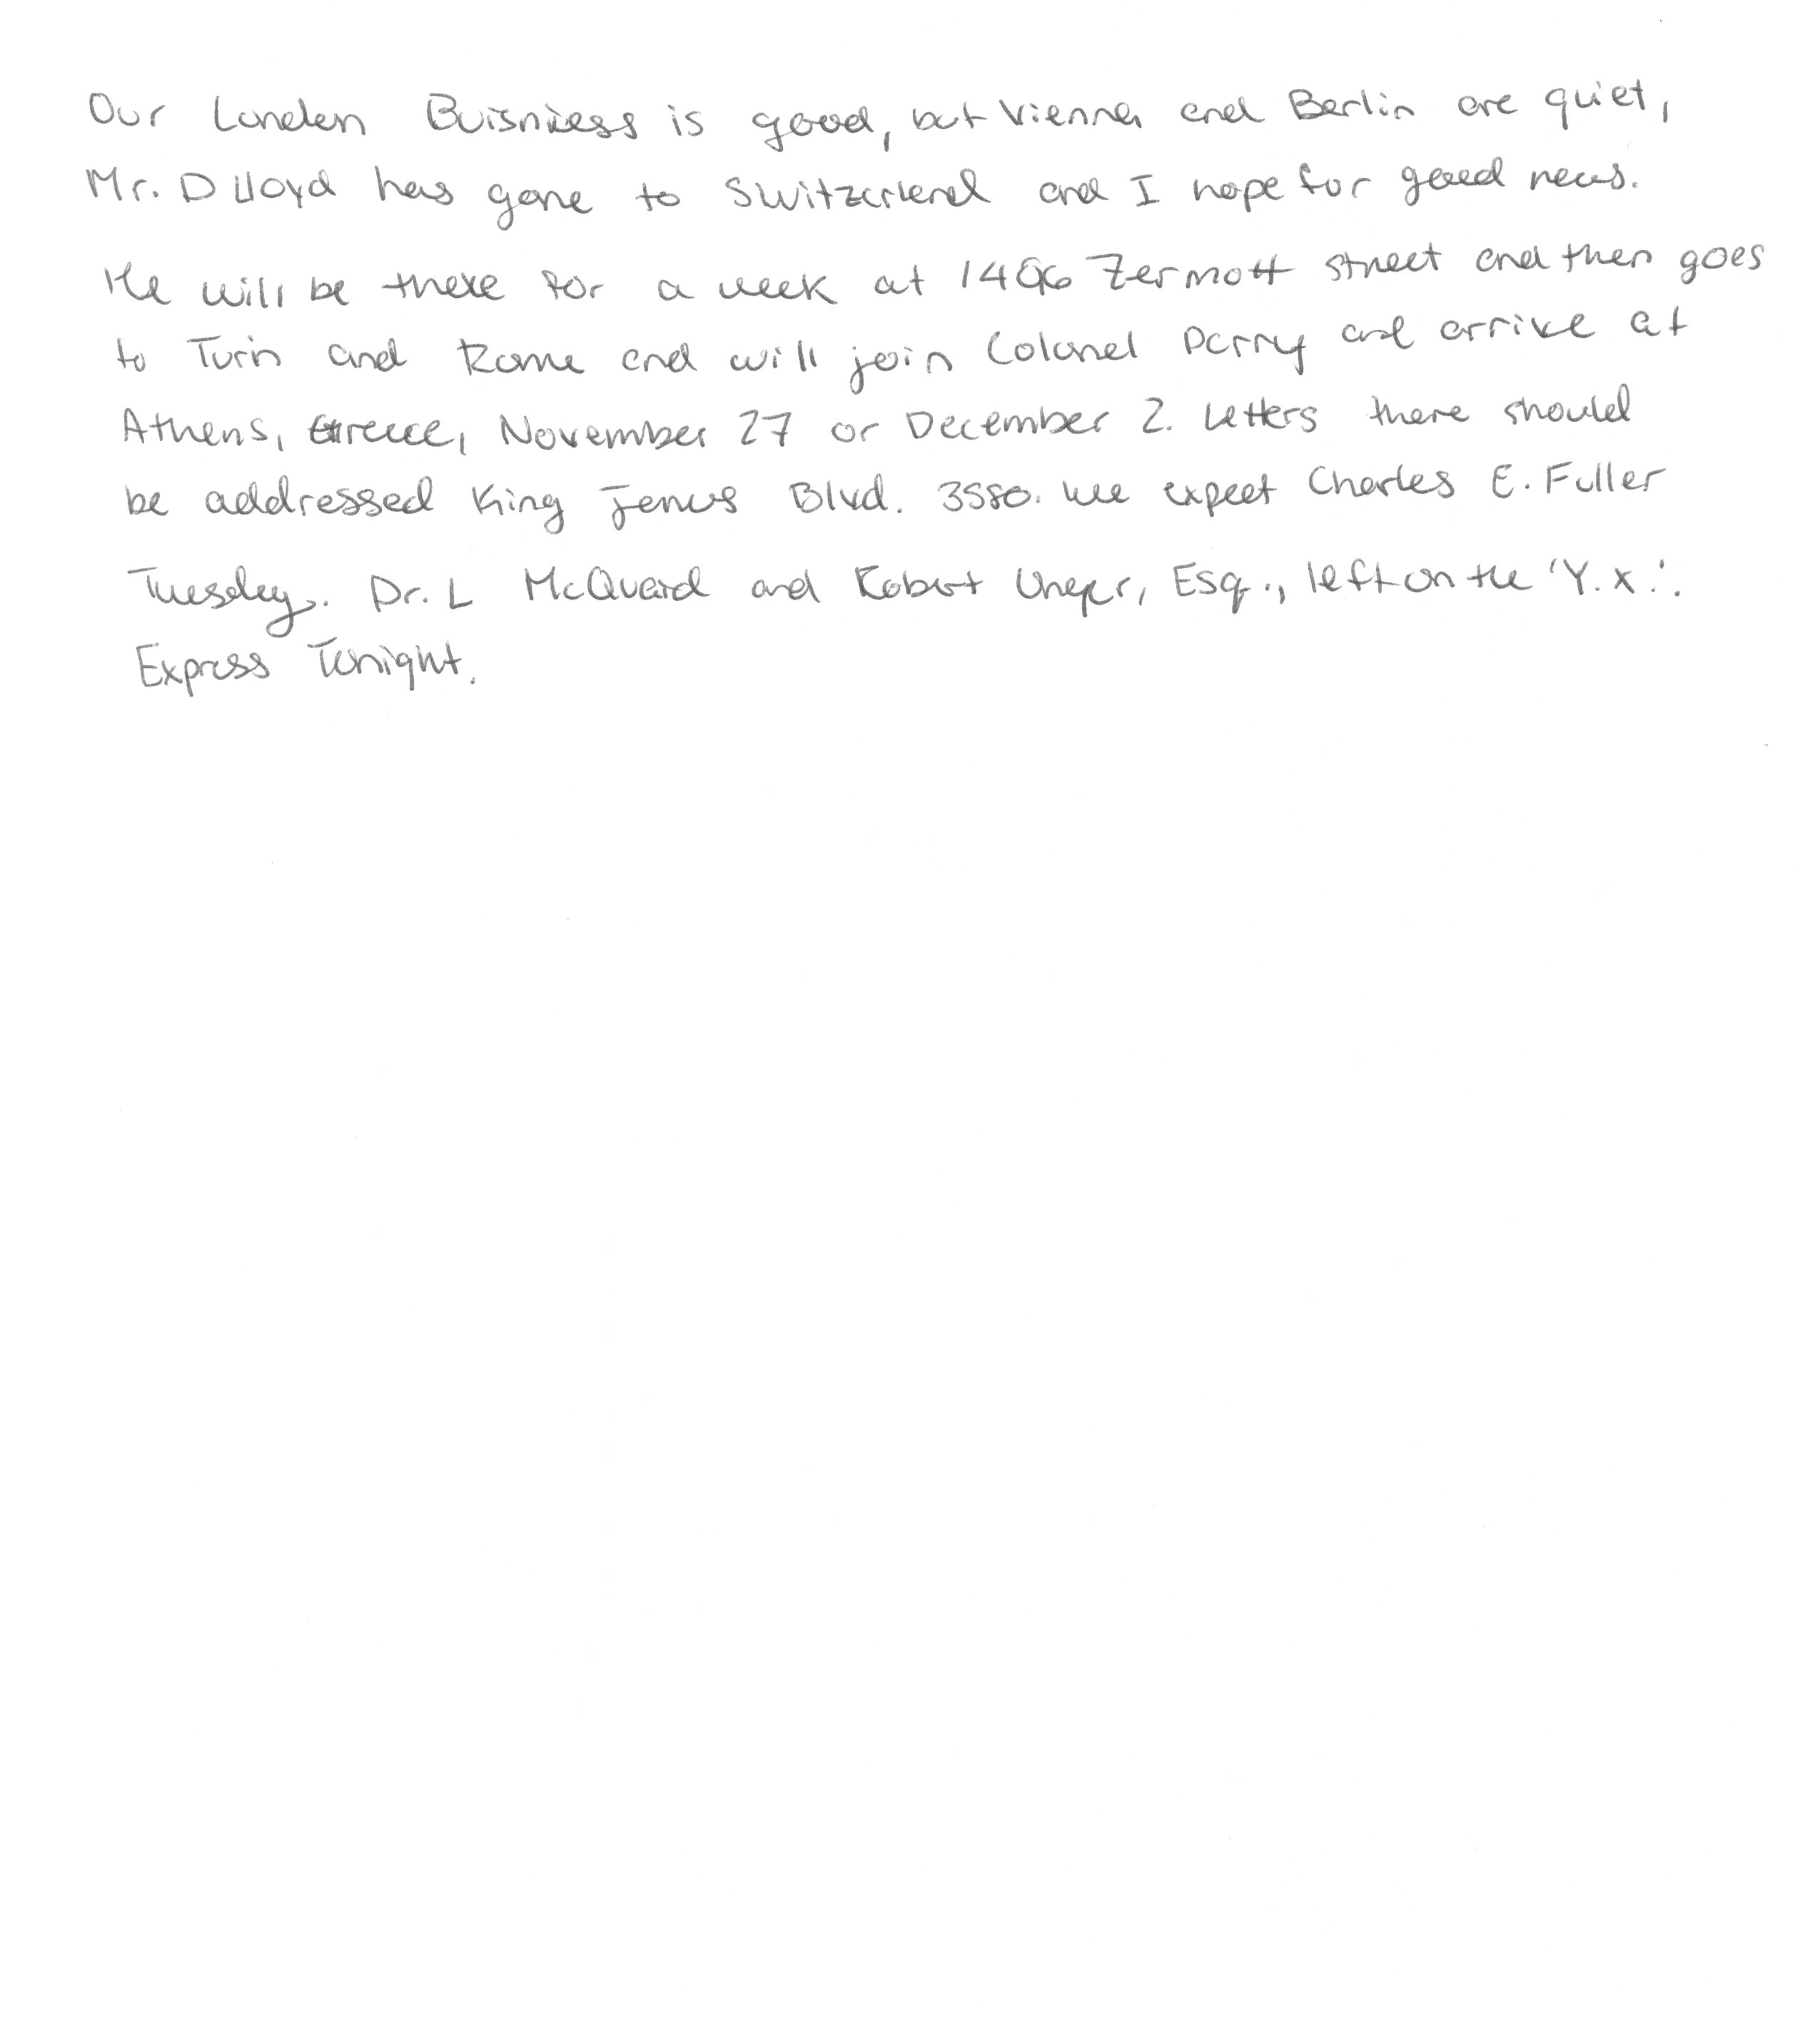 Our London Buisniess is good, but Vienna and Berlin are quiet,
Mr. D Lloyd has gone to Switzerland and I hope for good news.
He will be there for a week at 1496 Zermott street and then goes
to Turin and Rome and will join Colonel Parry and arrive at
Athens, Greece, November 27 or December 2. Letters there should
be addressed King James Blvd. 3580. We expect Charles E. Fuller
Tuesday. Dr. L McQuaid and Robert Unger, Esq., left on the 'Y.X.'.
Express Tonight.